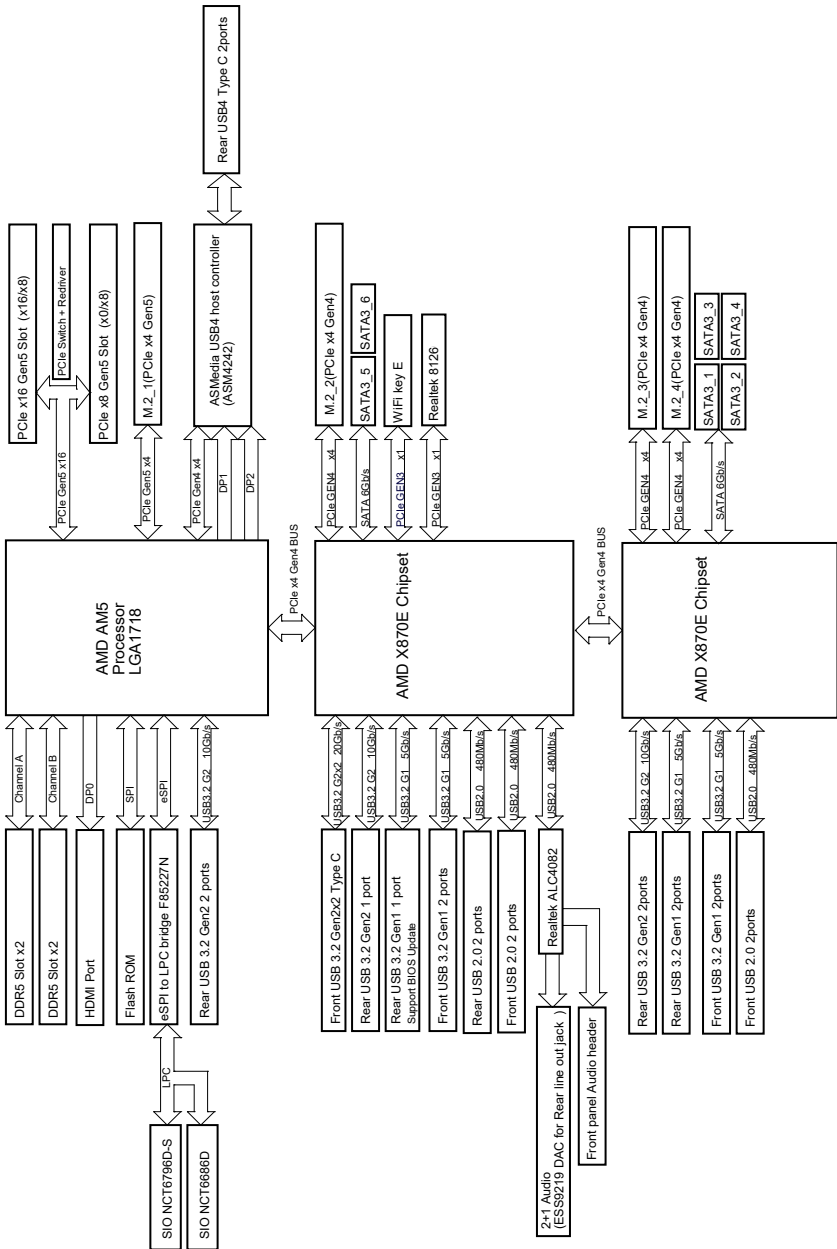 Rear USB4 Type C 2ports
PCIe x16 Gen5 Slot (x16/x8)
PCIe Switch + Redriver
PCIe x8 Gen5 Slot (x0/x8)
M.2_1(PCIe x4 Gen5)
ASMedia USB4 host controller
(ASM4242)
PCIe Gen5 x16
PCIe Gen5 x4
PCIe Gen4 x4
DP1
DP2
AMD AM5
Processor
LGA1718
Channel A
Channel B
DP0
SPI
eSPI
USB3.2 G2 10Gb/s
DDR5 Slot x2
DDR5 Slot x2
HDMI Port
Flash ROM
eSPI to LPC bridge F85227N
Rear USB 3.2 Gen2 2 ports
LPC
SIO NCT6796D-S
SIO NCT6686D
PCIe x4 Gen4 BUS
M.2_2(PCIe x4 Gen4)
SATA3_5
SATA3_6
WiFi key E
Realtek 8126
PCIe GEN4 x4
SATA 6Gb/s
PCIe GEN3 x1
PCIe GEN3 x1
AMD X870E Chipset
USB3.2 G2x2 20Gb/s
USB3.2 G2 10Gb/s
USB3.2 G1 5Gb/s
USB3.2 G1 5Gb/s
USB2.0 480Mb/s
USB2.0 480Mb/s
USB2.0 480Mb/s
Front USB 3.2 Gen2x2 Type C
Rear USB 3.2 Gen2 1 port
Rear USB 3.2 Gen1 1 port
Support BIOS Update
Front USB 3.2 Gen1 2 ports
Rear USB 2.0 2 ports
Front USB 2.0 2 ports
Realtek ALC4082
2+1 Audio
(ESS9219 DAC for Rear line out jack )
Front panel Audio header
PCIe x4 Gen4 BUS
M.2_3(PCIe x4 Gen4)
M.2_4(PCIe x4 Gen4)
SATA3_1
SATA3_3
SATA3_2
SATA3_4
PCIe GEN4 x4
PCIe GEN4 x4
SATA 6Gb/s
AMD X870E Chipset
USB3.2 G2 10Gb/s
USB3.2 G1 5Gb/s
USB3.2 G1 5Gb/s
USB2.0 480Mb/s
Rear USB 3.2 Gen2 2ports
Rear USB 3.2 Gen1 2ports
Front USB 3.2 Gen1 2ports
Front USB 2.0 2ports